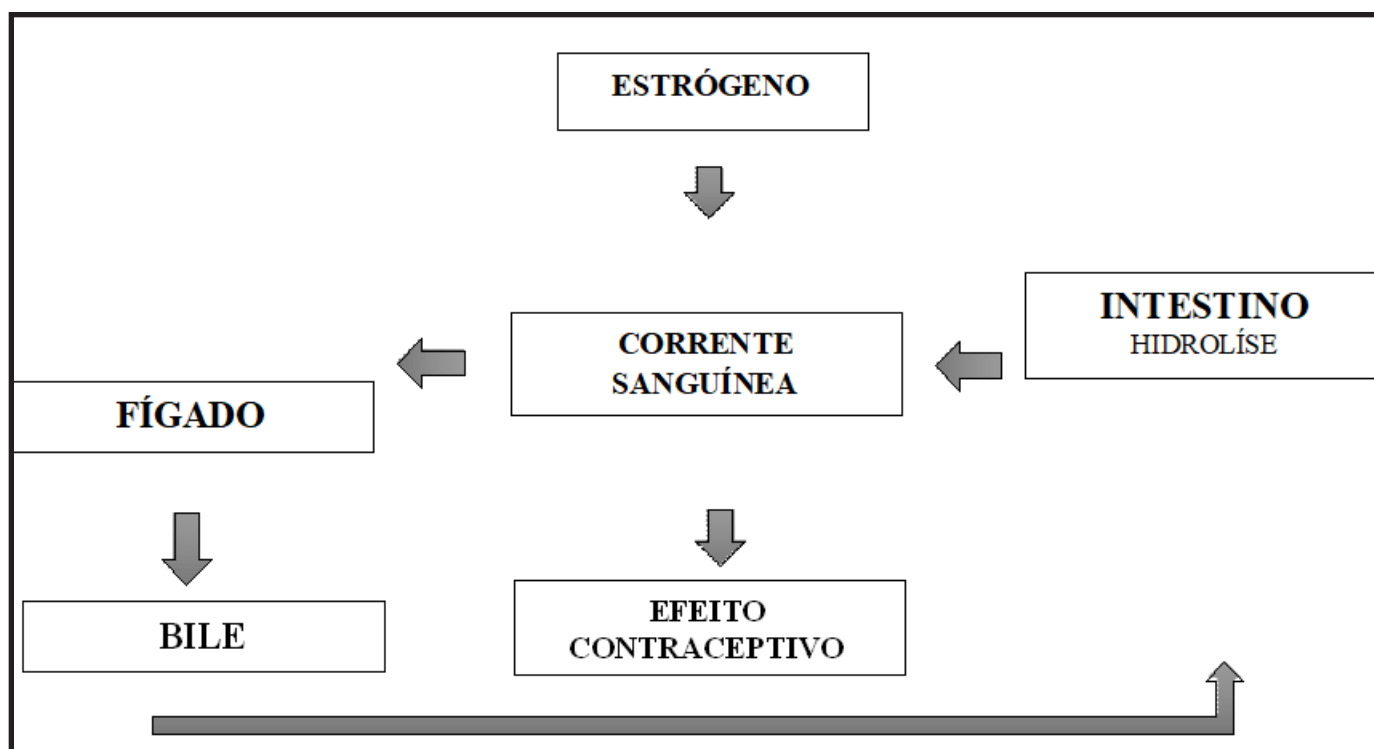 ESTRÓGENO
INTESTINO
HIDROLÍSE
CORRENTE
SANGUÍNEA
FÍGADO
BILE
EFEITO
CONTRACEPTIVO